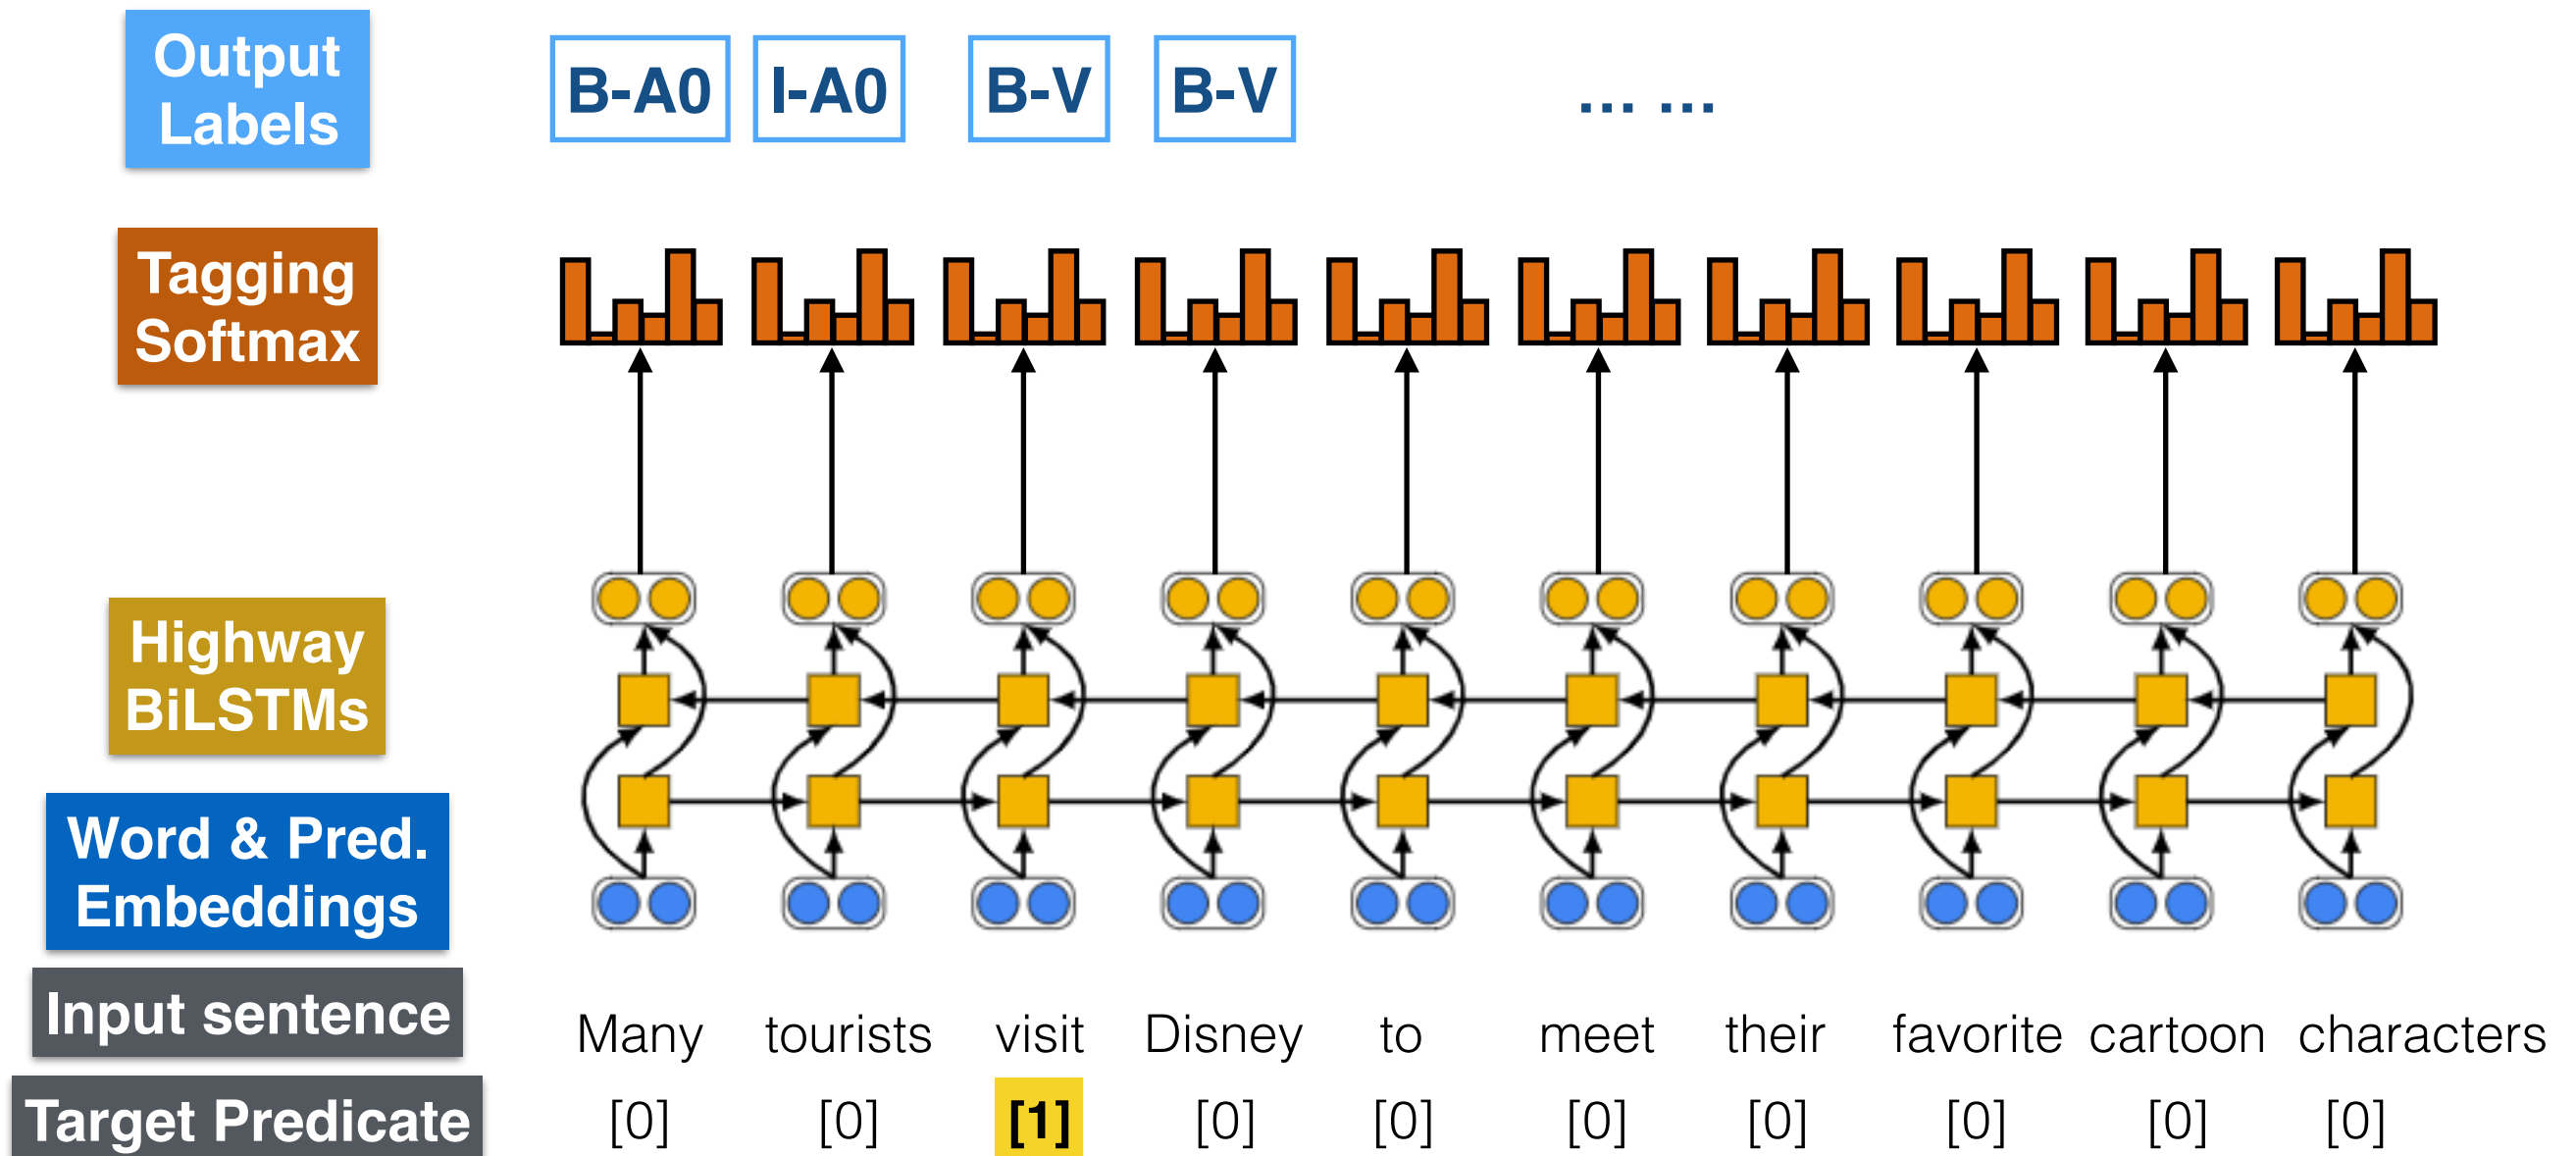 Output
Labels
B-A0 I-A0 B-V B-V ... ...
Tagging
Softmax
Highway
BiLSTMs
Word & Pred.
Embeddings
Input sentence
Many tourists visit Disney to meet their favorite cartoon characters
Target Predicate
[0] [0] [1] [0] [0] [0] [0] [0] [0] [0]